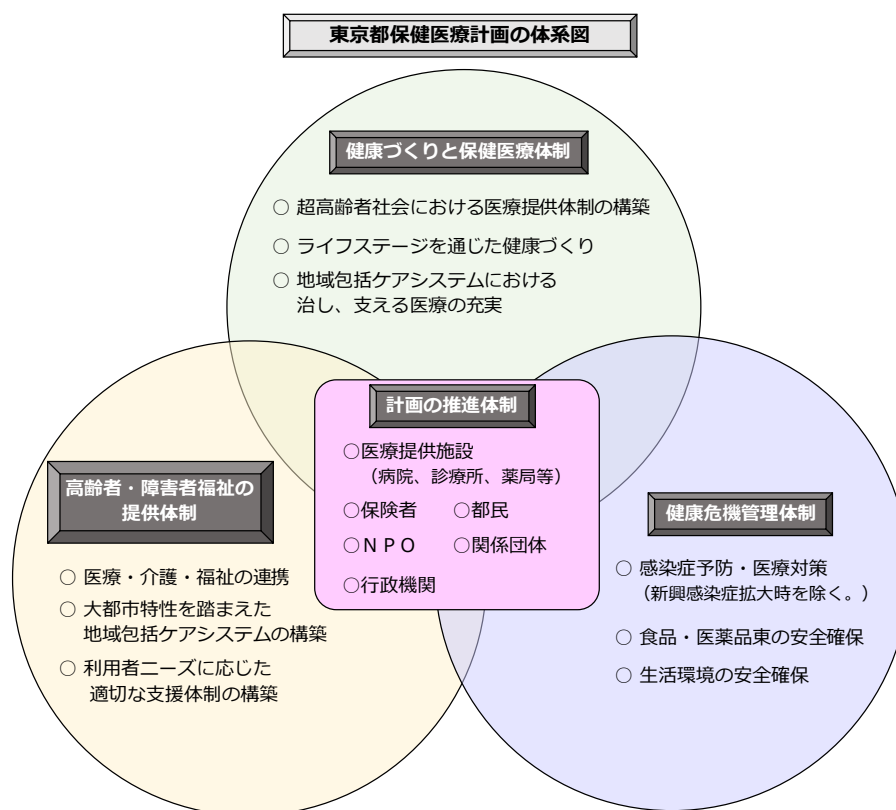 東京都保健医療計画の体系図
健康づくりと保健医療体制
○ 超高齢者社会における医療提供体制の構築
○ ライフステージを通じた健康づくり
○ 地域包括ケアシステムにおける
治し、支える医療の充実
計画の推進体制
○医療提供施設
（病院、診療所、薬局等）
○保険者 ○都民
○ＮＰＯ ○関係団体
○行政機関
高齢者・障害者福祉の
提供体制
○ 医療・介護・福祉の連携
○ 大都市特性を踏まえた
地域包括ケアシステムの構築
○ 利用者ニーズに応じた
適切な支援体制の構築
健康危機管理体制
○ 感染症予防・医療対策
（新興感染症拡大時を除く。）
○ 食品・医薬品東の安全確保
○ 生活環境の安全確保